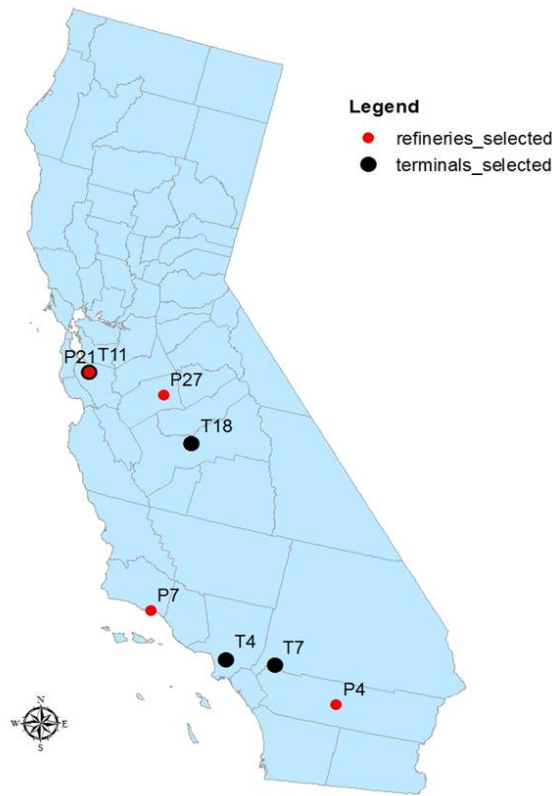 Legend
refineries_selected
terminals_selected
P21 T11
P27
T18
P7
T4
T7
P4
N
W E
S